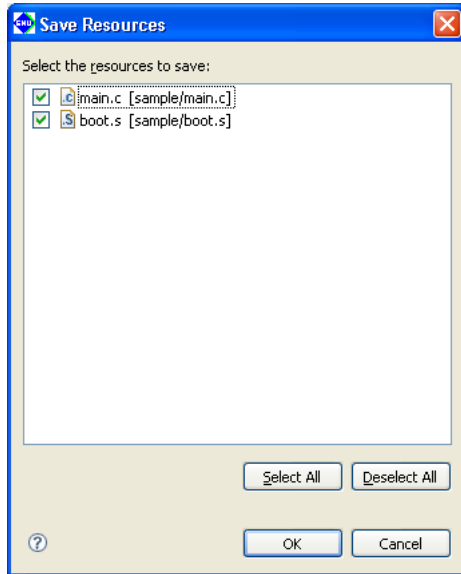 GNU Save Resources
Select the resources to save:
.c main.c [sample/main.c]
.S boot.s [sample/boot.s]
Select All Deselect All
? OK Cancel